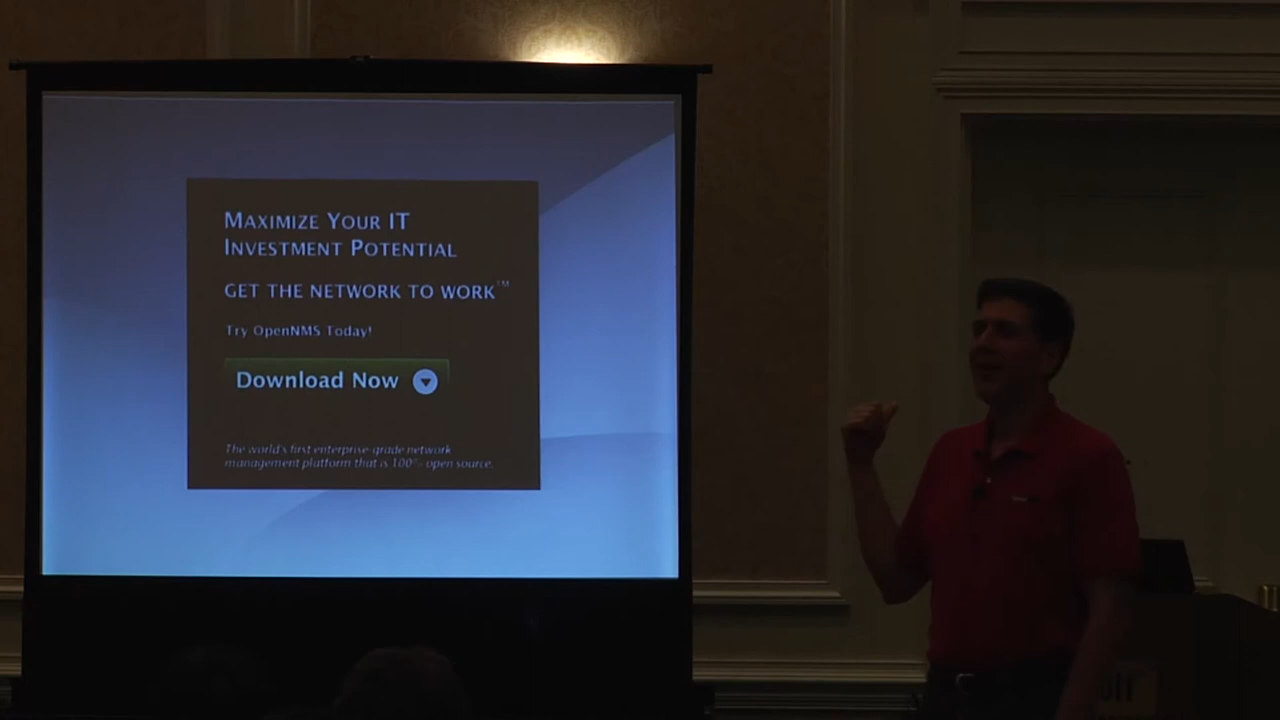 Maximize Your IT
Investment Potential
GET THE NETWORK TO WORK™
Try OpenNMS Today!
Download Now
The world's first enterprise-grade network
management platform that is 100% open source.